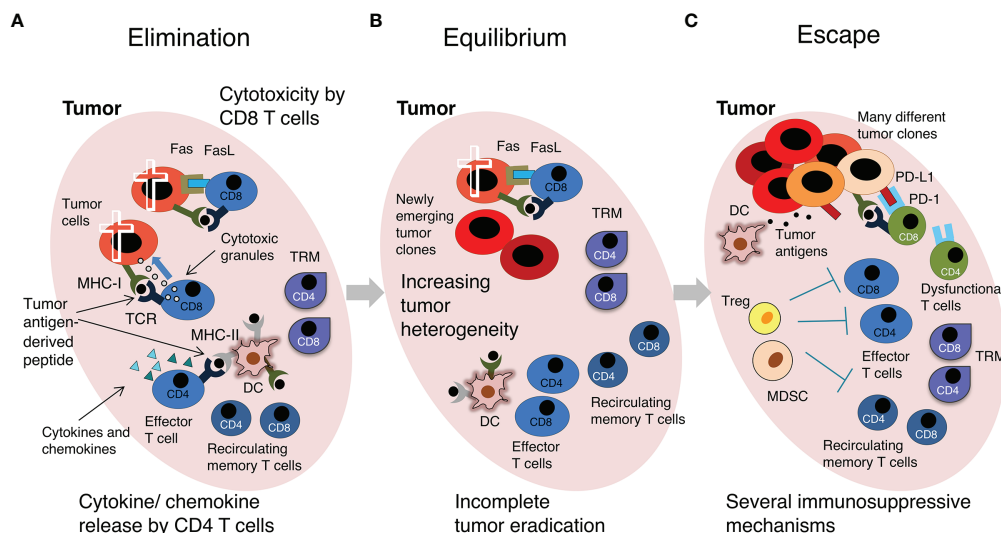 A
Elimination
Tumor
Cytotoxicity by
CD8 T cells
Fas
FasL
CD8
Tumor
cells
Cytotoxic
granules
MHC-I
TCR
CD8
TRM
CD4
CD8
Tumor
antigen-
derived
peptide
MHC-II
DC
CD4
Effector
T cell
CD4
CD8
Recirculating
memory T cells
Cytokines and
chemokines
Cytokine/ chemokine
release by CD4 T cells
B
Equilibrium
Tumor
Fas
FasL
CD8
Newly
emerging
tumor
clones
TRM
CD4
CD8
Increasing
tumor
heterogeneity
DC
CD4
CD8
Effector
T cells
CD4
CD8
Recirculating
memory T cells
Incomplete
tumor eradication
C
Escape
Tumor
Many different
tumor clones
PD-L1
PD-1
DC
Tumor
antigens
CD8
CD4
Dysfunctional
T cells
Treg
CD8
CD4
Effector
T cells
MDSC
CD8
CD4
TRM
CD4
CD8
Recirculating
memory T cells
Several immunosuppressive
mechanisms